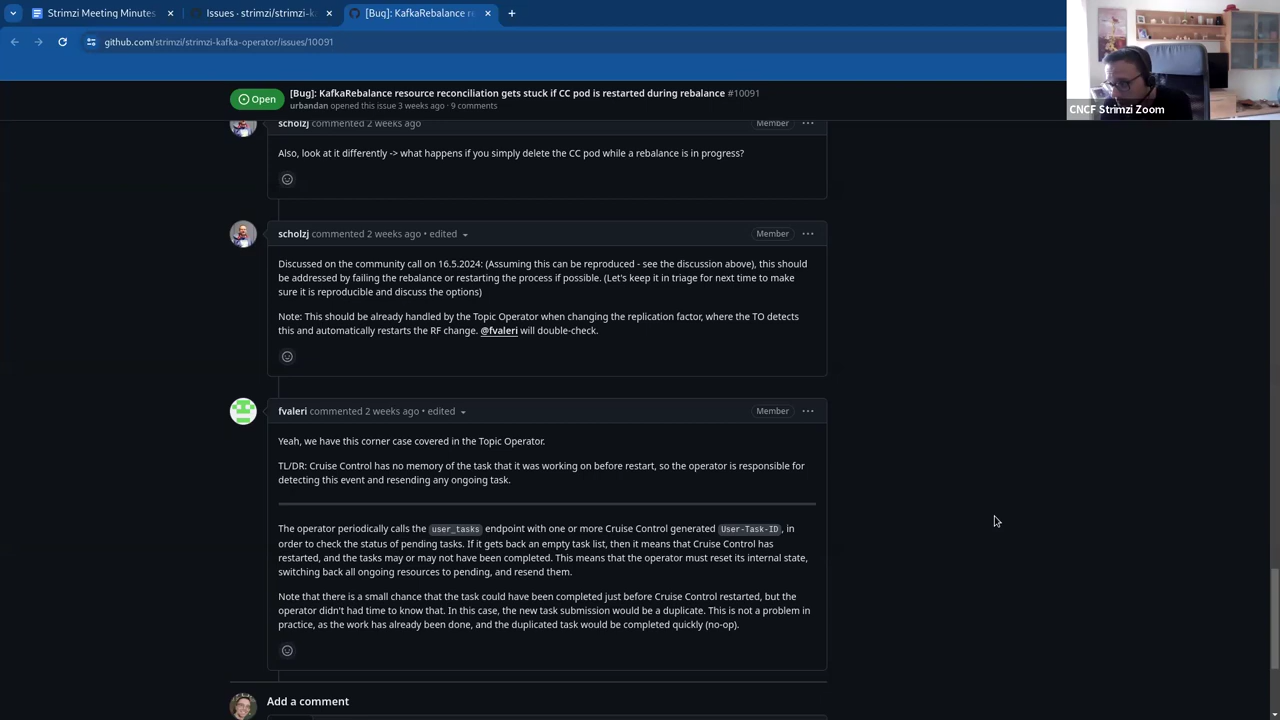 Strimzi Meeting Minutes
Issues · strimzi/strimzi-k
[Bug]: KafkaRebalance re
github.com/strimzi/strimzi-kafka-operator/issues/10091
CNCF Strimzi Zoom
Open
[Bug]: KafkaRebalance resource reconciliation gets stuck if CC pod is restarted during rebalance #10091
urbandan opened this issue 3 weeks ago · 9 comments
scholzj commented 2 weeks ago
Member
Also, look at it differently -> what happens if you simply delete the CC pod while a rebalance is in progress?
scholzj commented 2 weeks ago • edited
Member
Discussed on the community call on 16.5.2024: (Assuming this can be reproduced - see the discussion above), this should
be addressed by failing the rebalance or restarting the process if possible. (Let's keep it in triage for next time to make
sure it is reproducible and discuss the options)
Note: This should be already handled by the Topic Operator when changing the replication factor, where the TO detects
this and automatically restarts the RF change. @fvaleri will double-check.
fvaleri commented 2 weeks ago • edited
Member
Yeah, we have this corner case covered in the Topic Operator.
TL/DR: Cruise Control has no memory of the task that it was working on before restart, so the operator is responsible for
detecting this event and resending any ongoing task.
The operator periodically calls the user_tasks endpoint with one or more Cruise Control generated User-Task-ID, in
order to check the status of pending tasks. If it gets back an empty task list, then it means that Cruise Control has
restarted, and the tasks may or may not have been completed. This means that the operator must reset its internal state,
switching back all ongoing resources to pending, and resend them.
Note that there is a small chance that the task could have been completed just before Cruise Control restarted, but the
operator didn't had time to know that. In this case, the new task submission would be a duplicate. This is not a problem in
practice, as the work has already been done, and the duplicated task would be completed quickly (no-op).
Add a comment